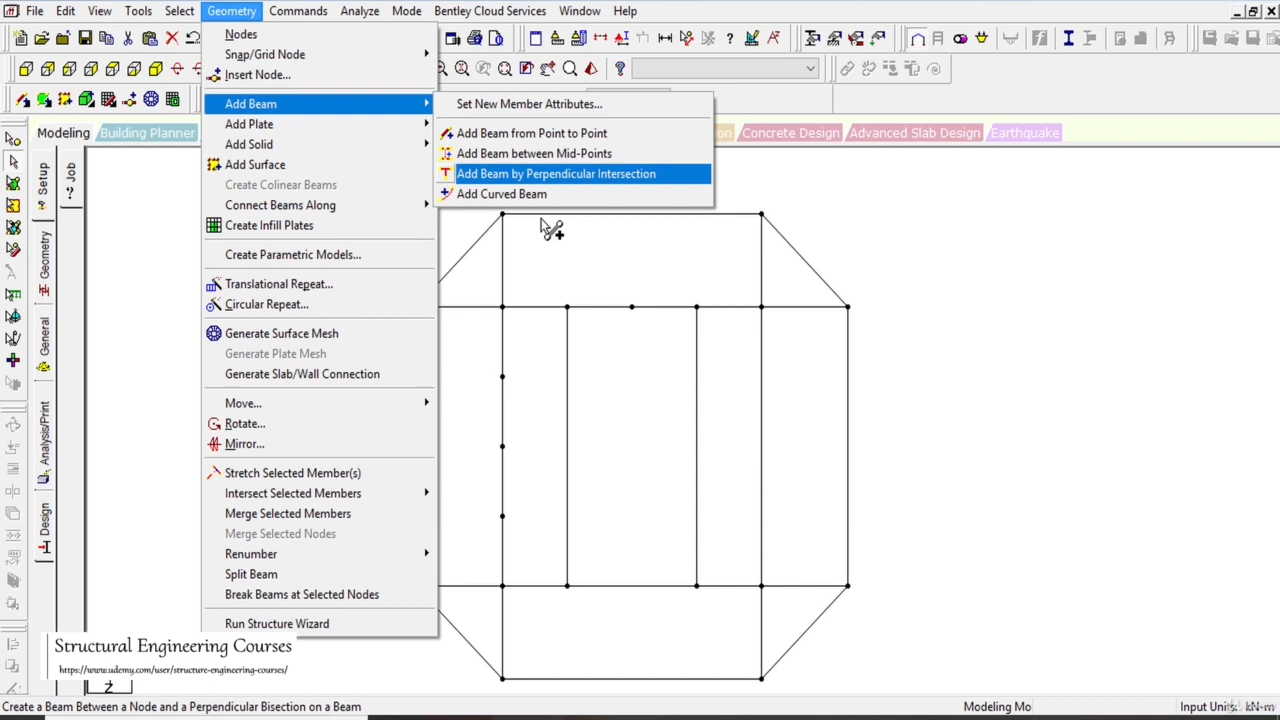 File Edit View Tools Select Geometry Commands Analyze Mode Bentley Cloud Services Window Help
Nodes
Snap/Grid Node
Insert Node...
Add Beam
Add Plate
Add Solid
Add Surface
Create Colinear Beams
Connect Beams Along
Create Infill Plates
Create Parametric Models...
Translational Repeat...
Circular Repeat...
Generate Surface Mesh
Generate Plate Mesh
Generate Slab/Wall Connection
Move...
Rotate...
Mirror...
Stretch Selected Member(s)
Intersect Selected Members
Merge Selected Members
Merge Selected Nodes
Renumber
Split Beam
Break Beams at Selected Nodes
Run Structure Wizard
Set New Member Attributes...
Add Beam from Point to Point
Add Beam between Mid-Points
Add Beam by Perpendicular Intersection
Add Curved Beam
Modeling Building Planner on Concrete Design Advanced Slab Design Earthquake
Setup
Job
Geometry
General
Analysis/Print
Design
Structural Engineering Courses
https://www.udemy.com/user/structure-engineering-courses/
Z
Create a Beam Between a Node and a Perpendicular Bisection on a Beam Modeling Mo Input Units: kN-m